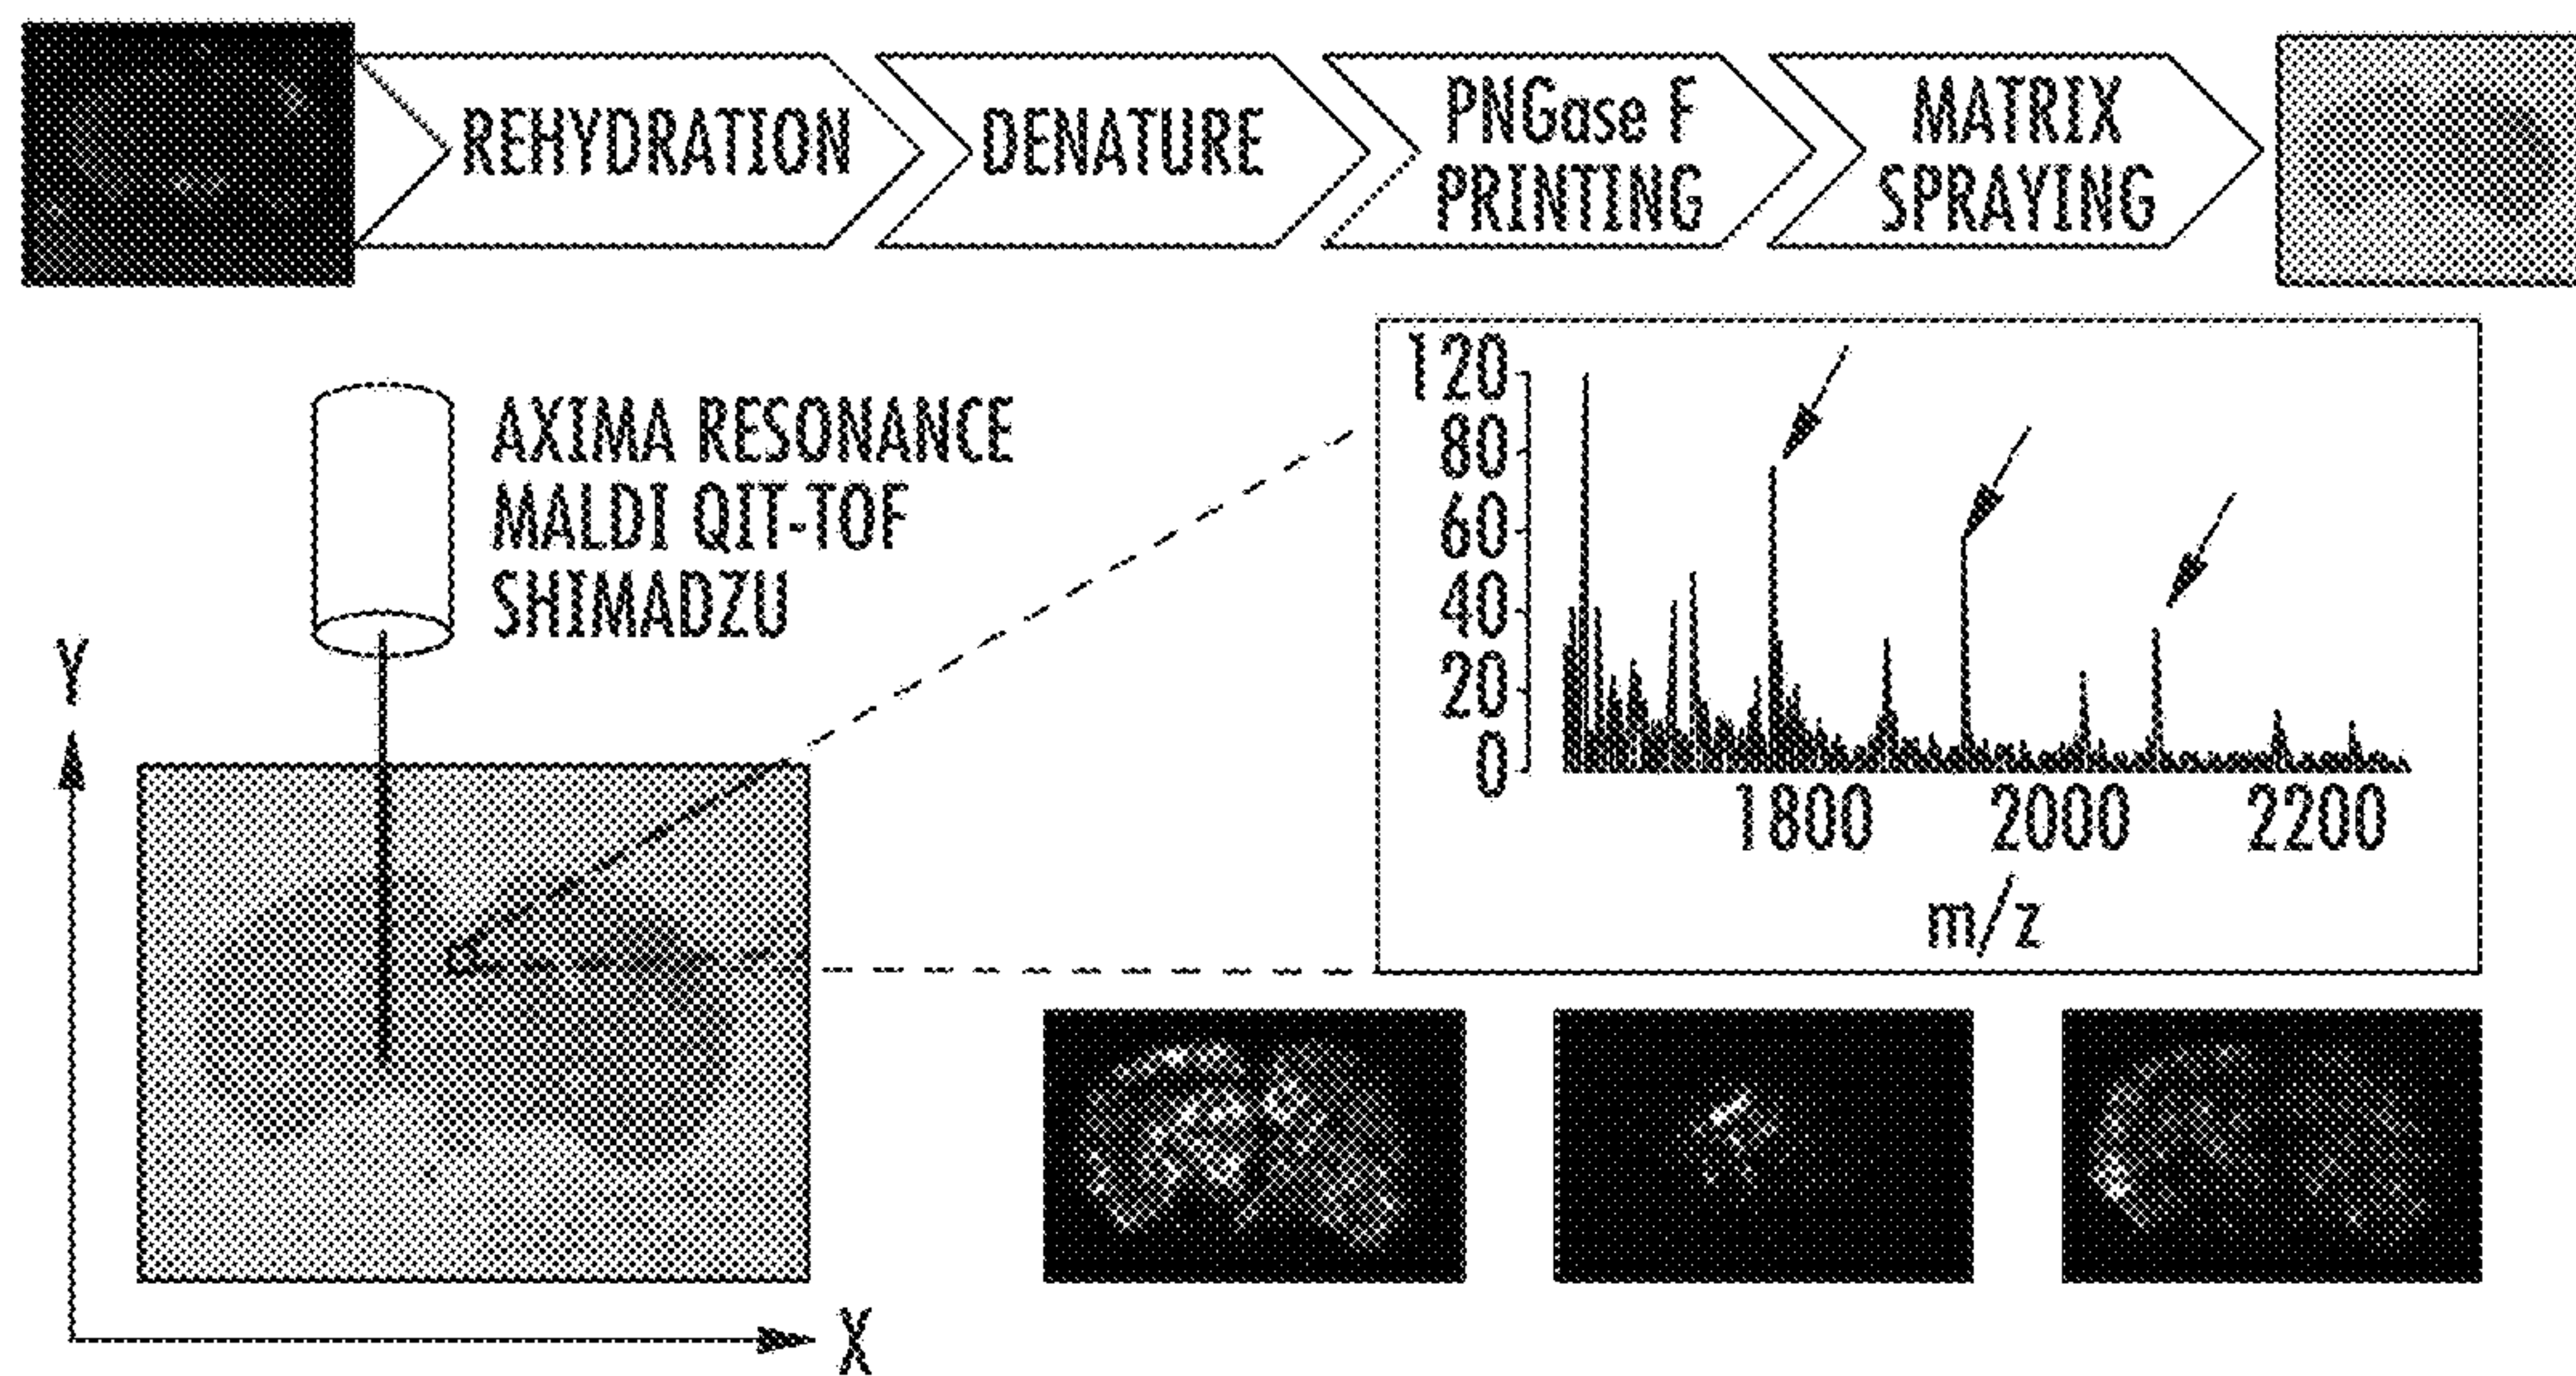 REHYDRATION
DENATURE
PNGase F
PRINTING
MATRIX
SPRAYING
AXIMA RESONANCE
MALDI QIT-TOF
SHIMADZU
Y
X
120
80
60
40
20
0
1800 2000 2200
m/z